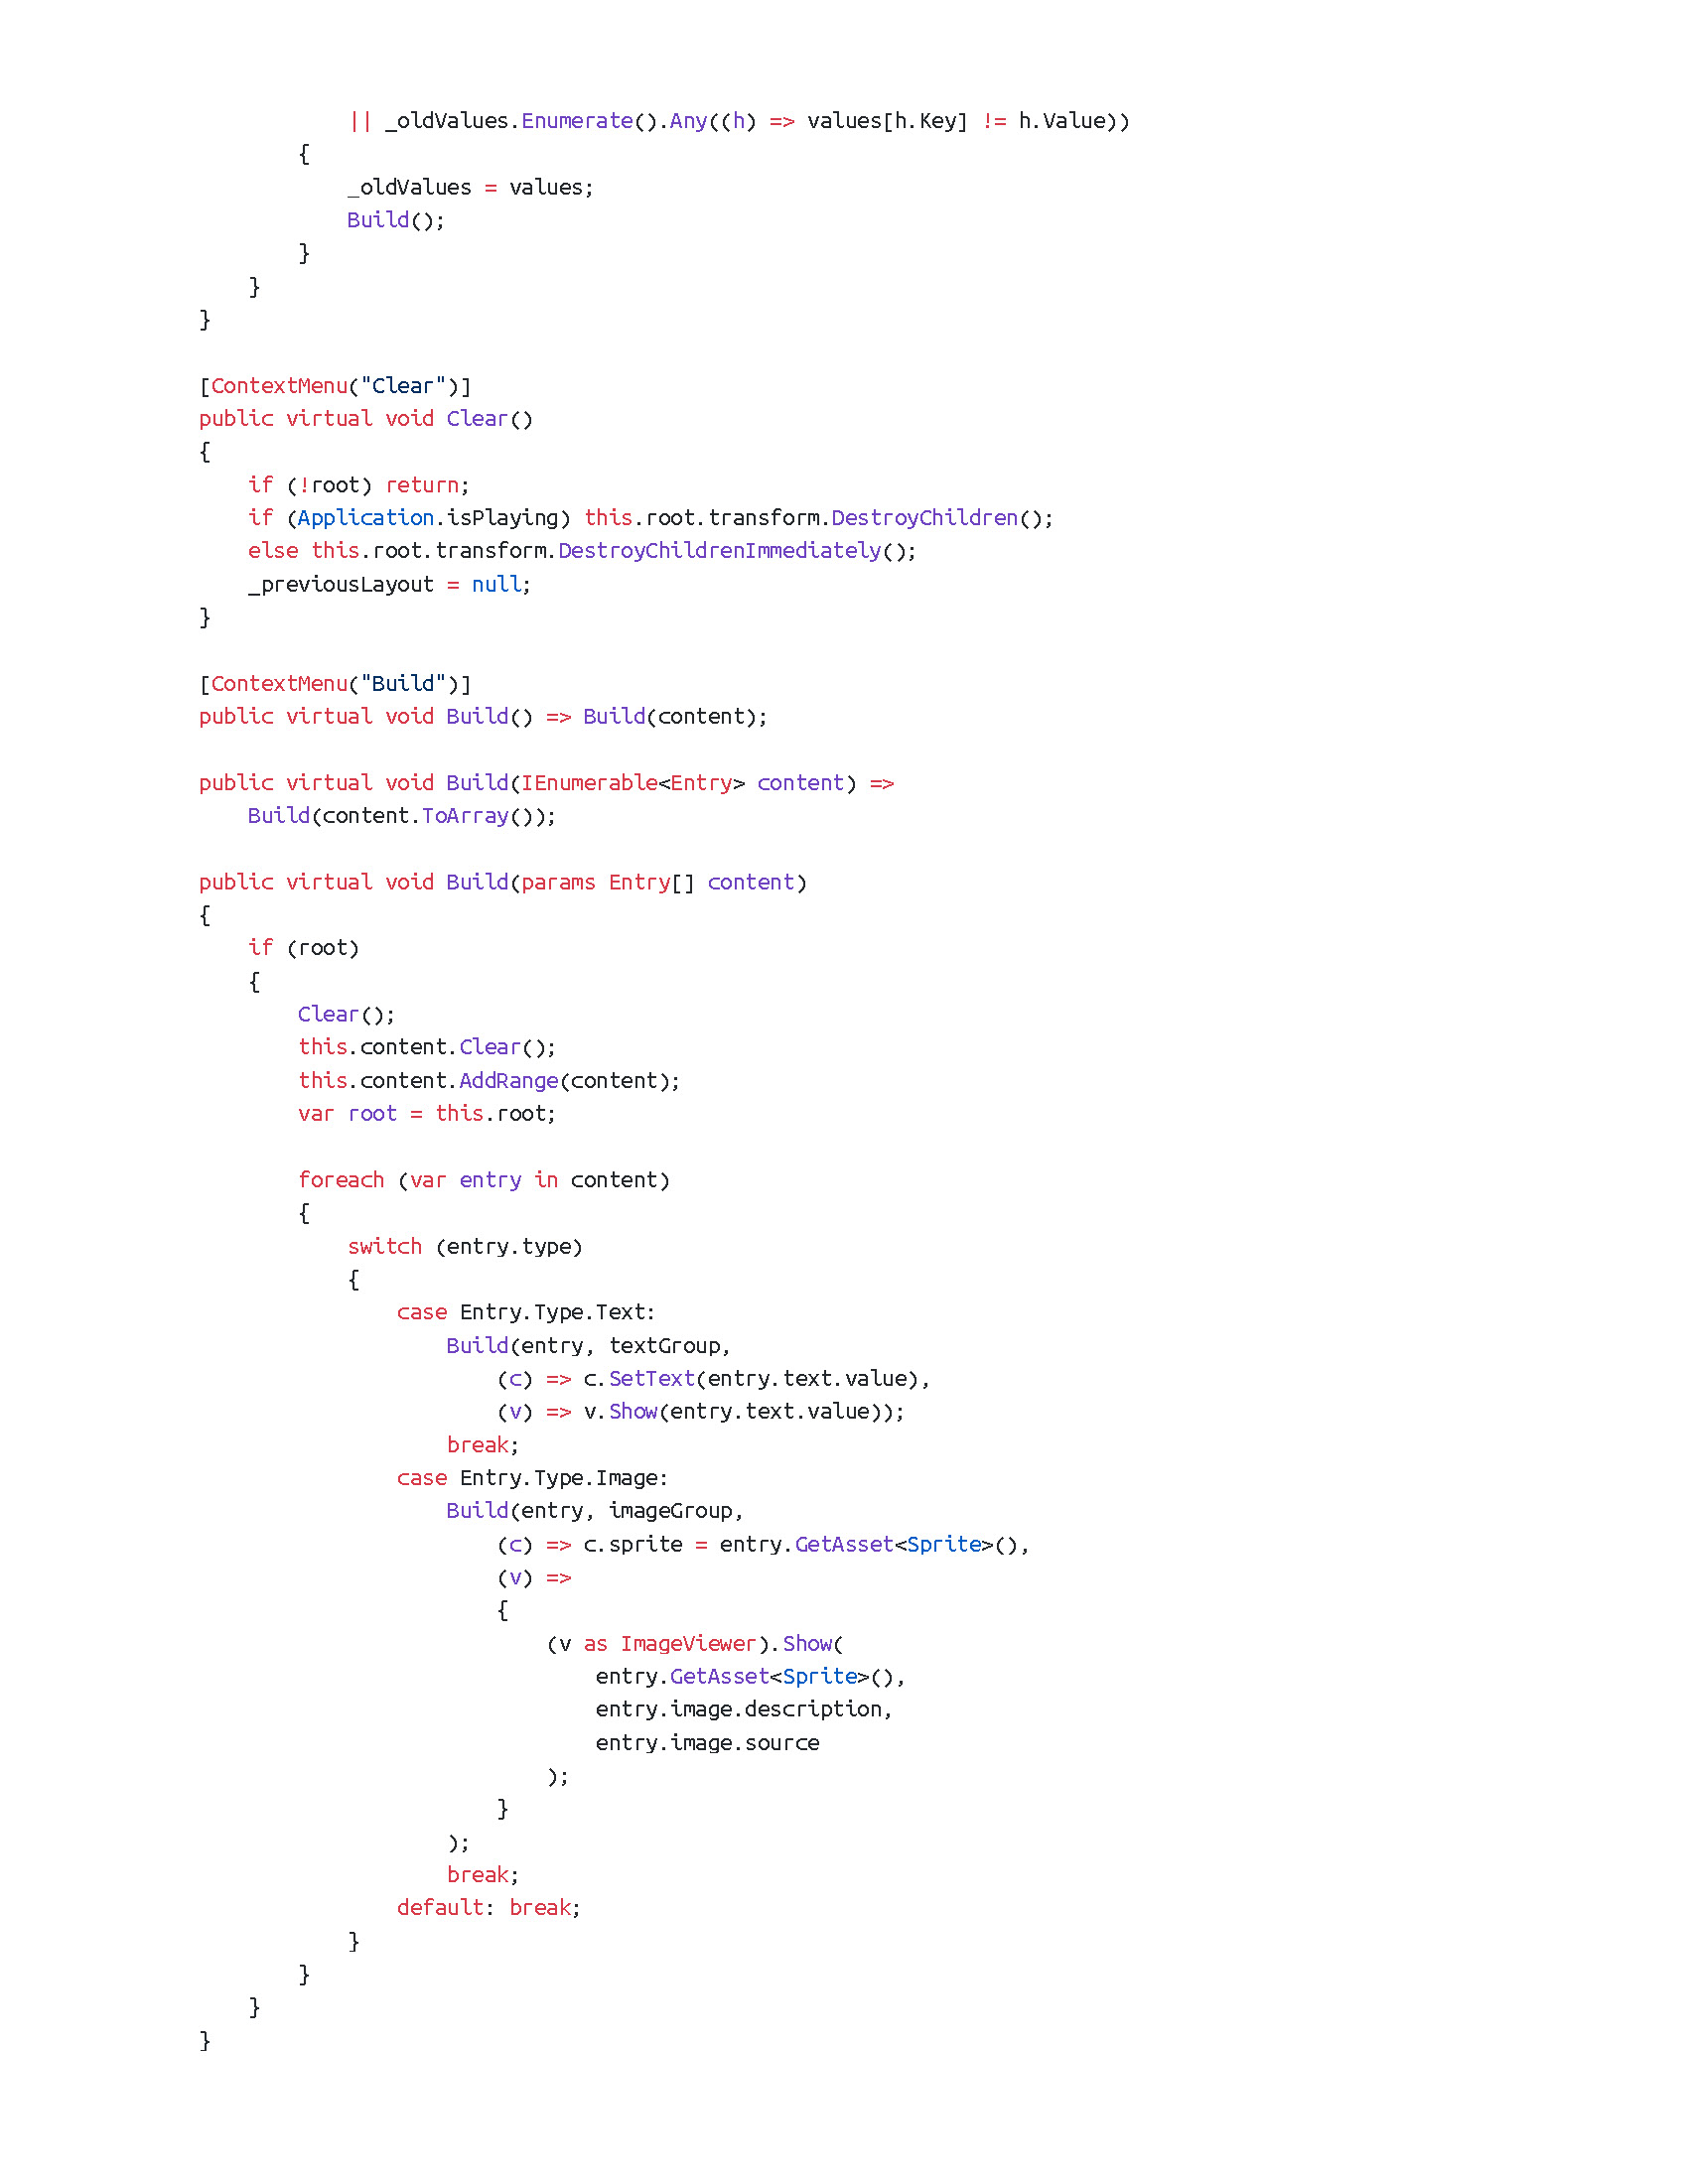 || _oldValues.Enumerate().Any((h) => values[h.Key] != h.Value))
        {
            _oldValues = values;
            Build();
        }
    }
}

[ContextMenu("Clear")]
public virtual void Clear()
{
    if (!root) return;
    if (Application.isPlaying) this.root.transform.DestroyChildren();
    else this.root.transform.DestroyChildrenImmediately();
    _previousLayout = null;
}

[ContextMenu("Build")]
public virtual void Build() => Build(content);

public virtual void Build(IEnumerable<Entry> content) =>
    Build(content.ToArray());

public virtual void Build(params Entry[] content)
{
    if (root)
    {
        Clear();
        this.content.Clear();
        this.content.AddRange(content);
        var root = this.root;

        foreach (var entry in content)
        {
            switch (entry.type)
            {
                case Entry.Type.Text:
                    Build(entry, textGroup,
                        (c) => c.SetText(entry.text.value),
                        (v) => v.Show(entry.text.value));
                    break;
                case Entry.Type.Image:
                    Build(entry, imageGroup,
                        (c) => c.sprite = entry.GetAsset<Sprite>(),
                        (v) =>
                        {
                            (v as ImageViewer).Show(
                                entry.GetAsset<Sprite>(),
                                entry.image.description,
                                entry.image.source
                            );
                        }
                    );
                    break;
                default: break;
            }
        }
    }
}